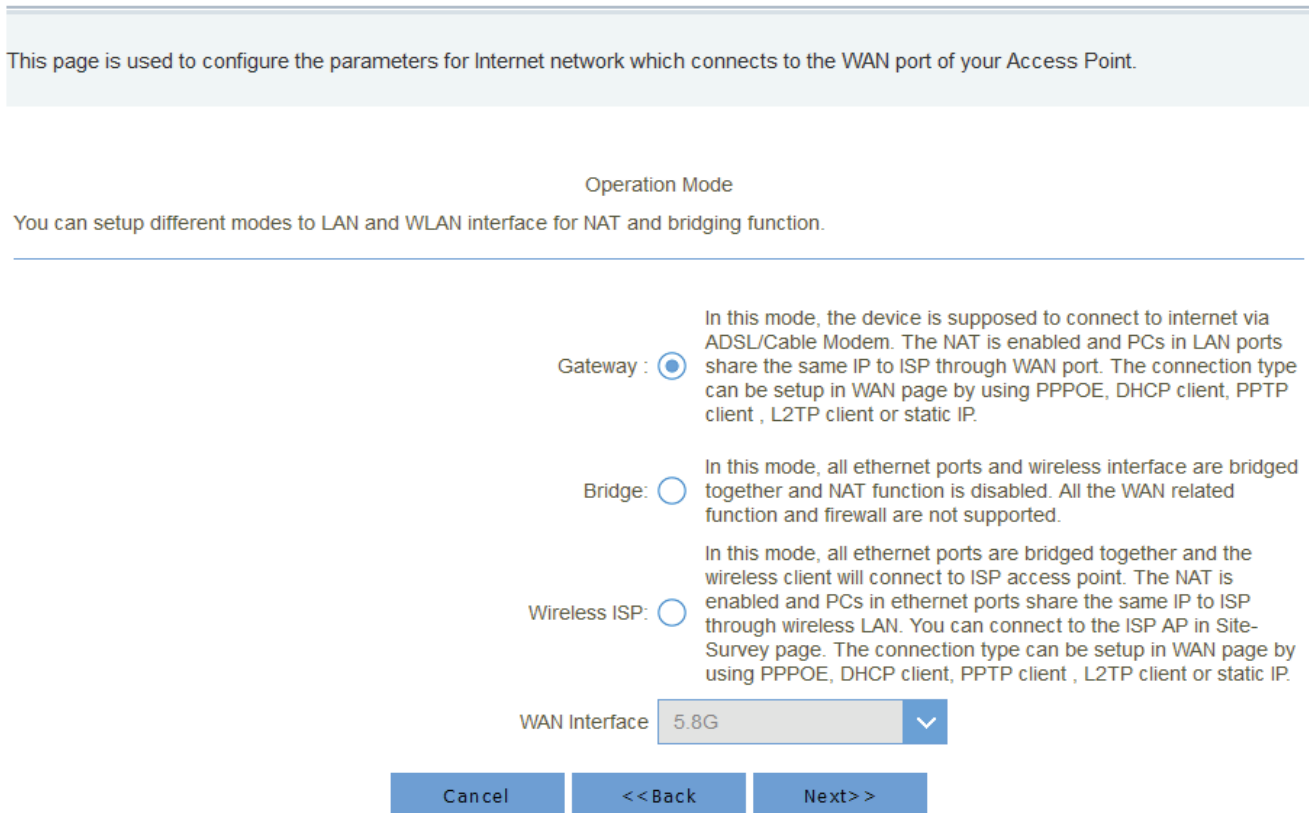 This page is used to configure the parameters for Internet network which connects to the WAN port of your Access Point.
Operation Mode
You can setup different modes to LAN and WLAN interface for NAT and bridging function.
Gateway :
In this mode, the device is supposed to connect to internet via
ADSL/Cable Modem. The NAT is enabled and PCs in LAN ports
share the same IP to ISP through WAN port. The connection type
can be setup in WAN page by using PPPOE, DHCP client, PPTP
client , L2TP client or static IP.
Bridge:
In this mode, all ethernet ports and wireless interface are bridged
together and NAT function is disabled. All the WAN related
function and firewall are not supported.
Wireless ISP:
In this mode, all ethernet ports are bridged together and the
wireless client will connect to ISP access point. The NAT is
enabled and PCs in ethernet ports share the same IP to ISP
through wireless LAN. You can connect to the ISP AP in Site-
Survey page. The connection type can be setup in WAN page by
using PPPOE, DHCP client, PPTP client , L2TP client or static IP.
WAN Interface 5.8G
Cancel <<Back Next>>